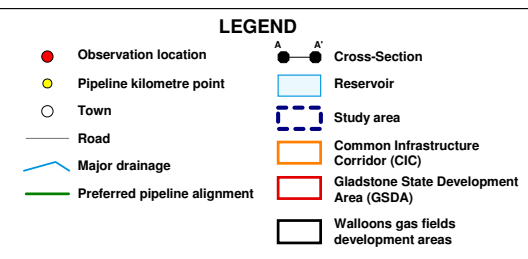 LEGEND
Observation location
Pipeline kilometre point
Town
Road
Major drainage
Preferred pipeline alignment
A A'
Cross-Section
Reservoir
Study area
Common Infrastructure
Corridor (CIC)
Gladstone State Development
Area (GSDA)
Walloons gas fields
development areas